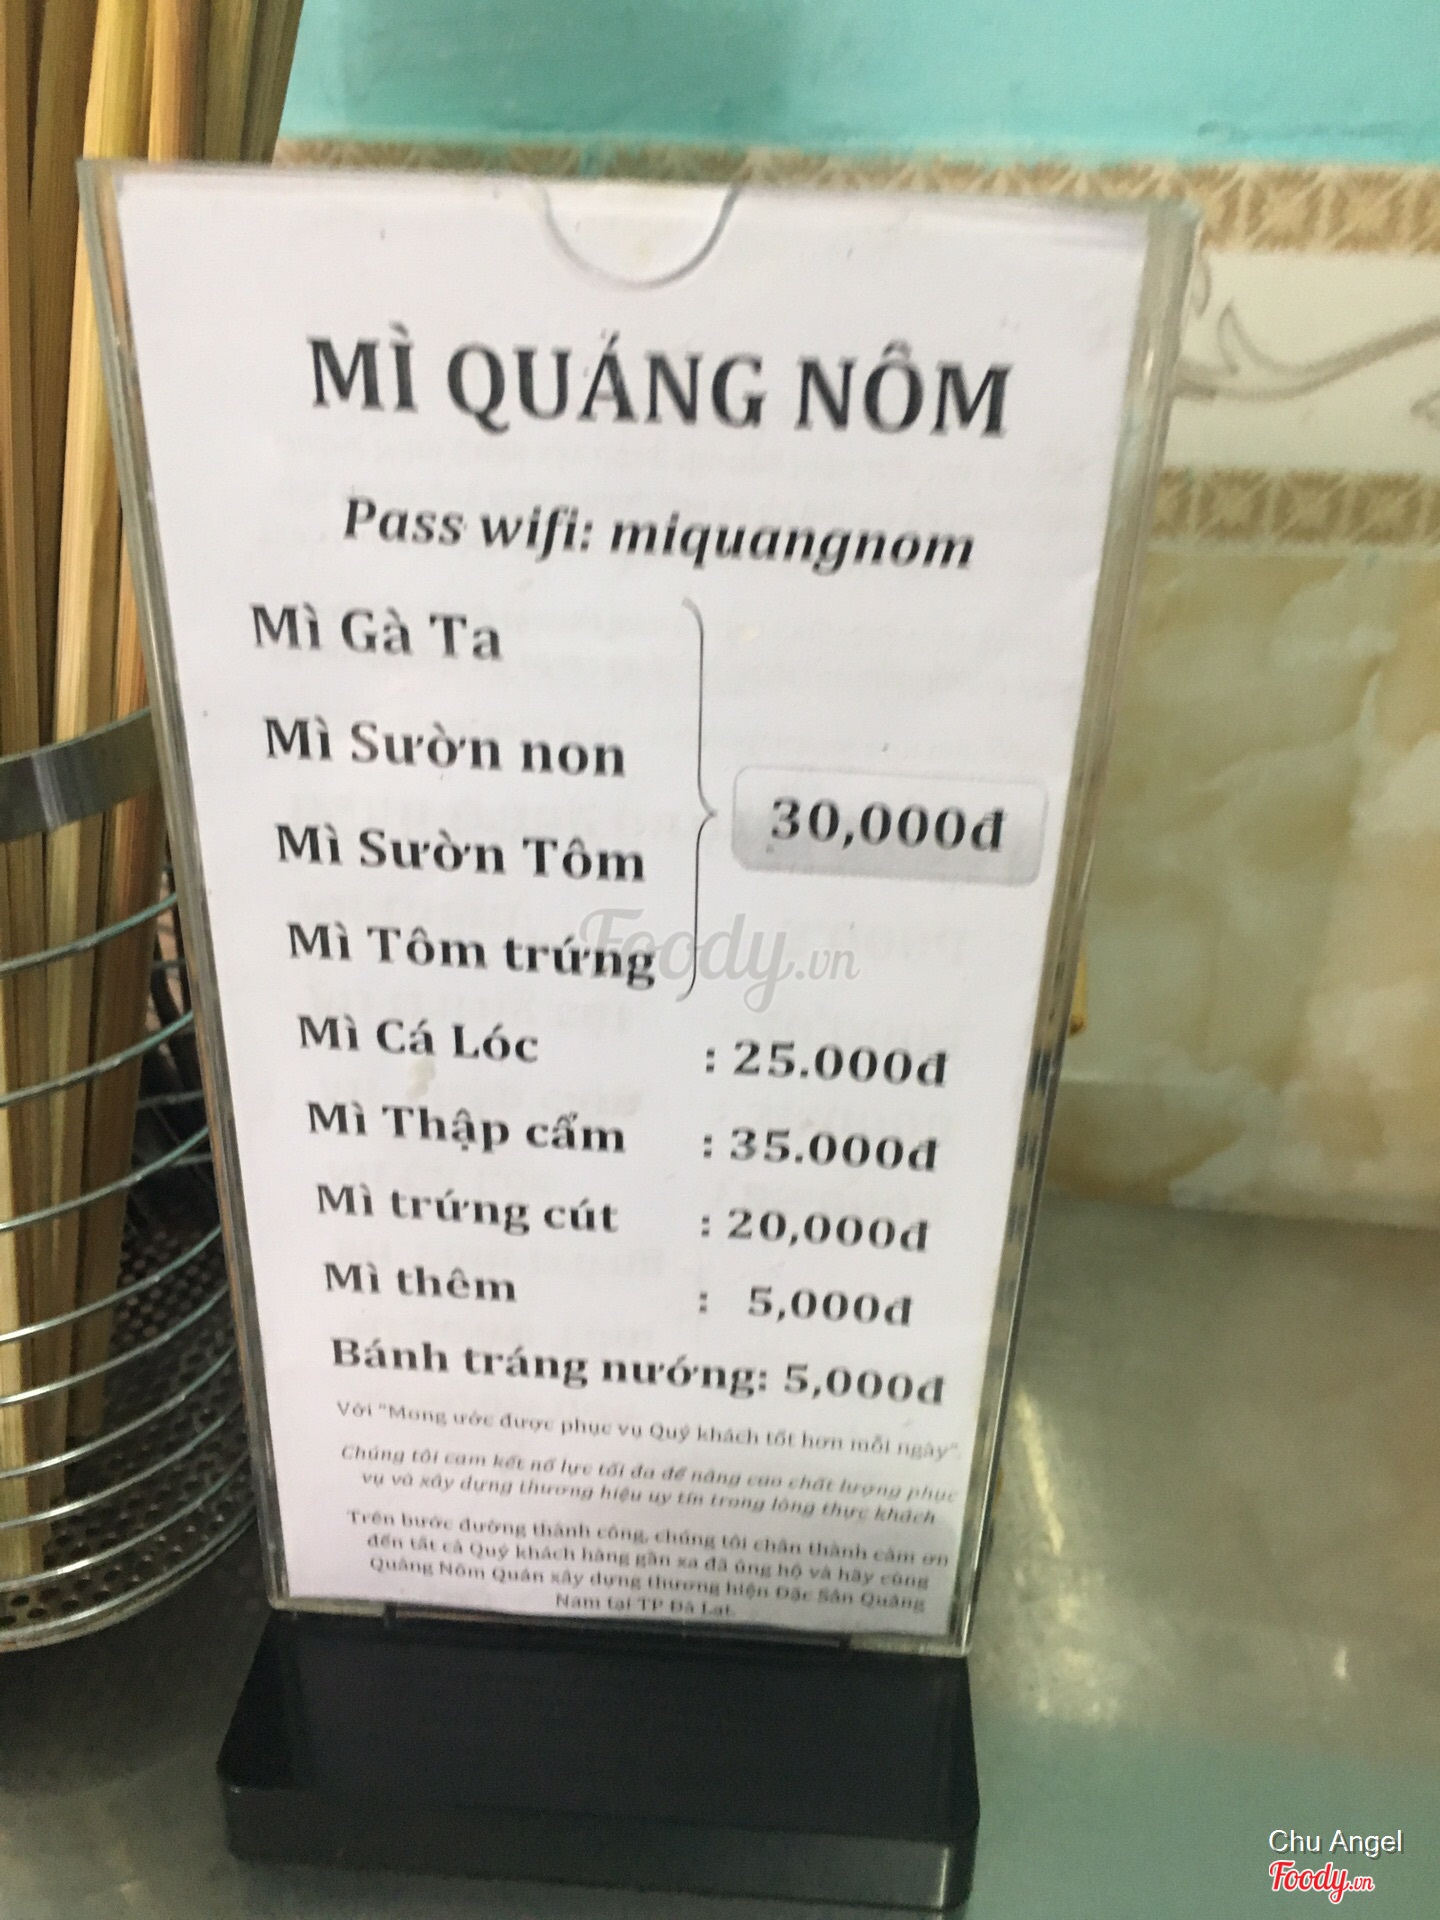 MÌ QUẢNG NÔM
Pass wifi: miquangnom
Mì Gà Ta
Mì Sườn non
30,000đ
Mì Sườn Tôm
Mì Tôm trứng
Foody.vn
Mì Cá Lóc : 25.000đ
Mì Thập cẩm : 35.000đ
Mì trứng cút : 20,000đ
Mì thêm : 5,000đ
Bánh tráng nướng: 5,000đ
Với "Mong ước được phục vụ Quý khách tốt hơn mỗi ngày".
Chúng tôi cam kết nổ lực tối đa để nâng cao chất lượng phục
vụ và xây dựng thương hiệu uy tín trong lòng thực khách
Trên bước đường thành công, chúng tôi chân thành cảm ơn
đến tất cả Quý khách hàng gần xa đã ủng hộ và hãy cùng
Quảng Nôm Quán xây dựng thương hiện Đặc Sản Quảng
Nam tại TP Đà Lạt.
Chu Angel
Foody.vn